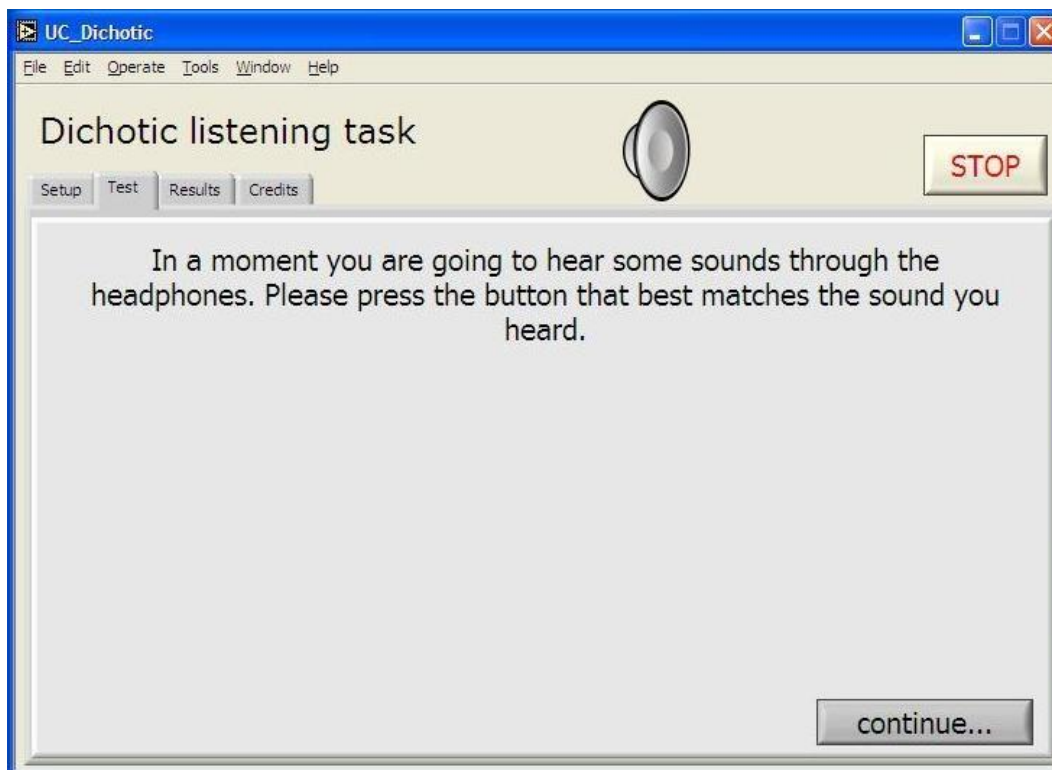 UC_Dichotic
File Edit Operate Tools Window Help
Dichotic listening task
STOP
Setup Test Results Credits
In a moment you are going to hear some sounds through the
headphones. Please press the button that best matches the sound you
heard.
continue...